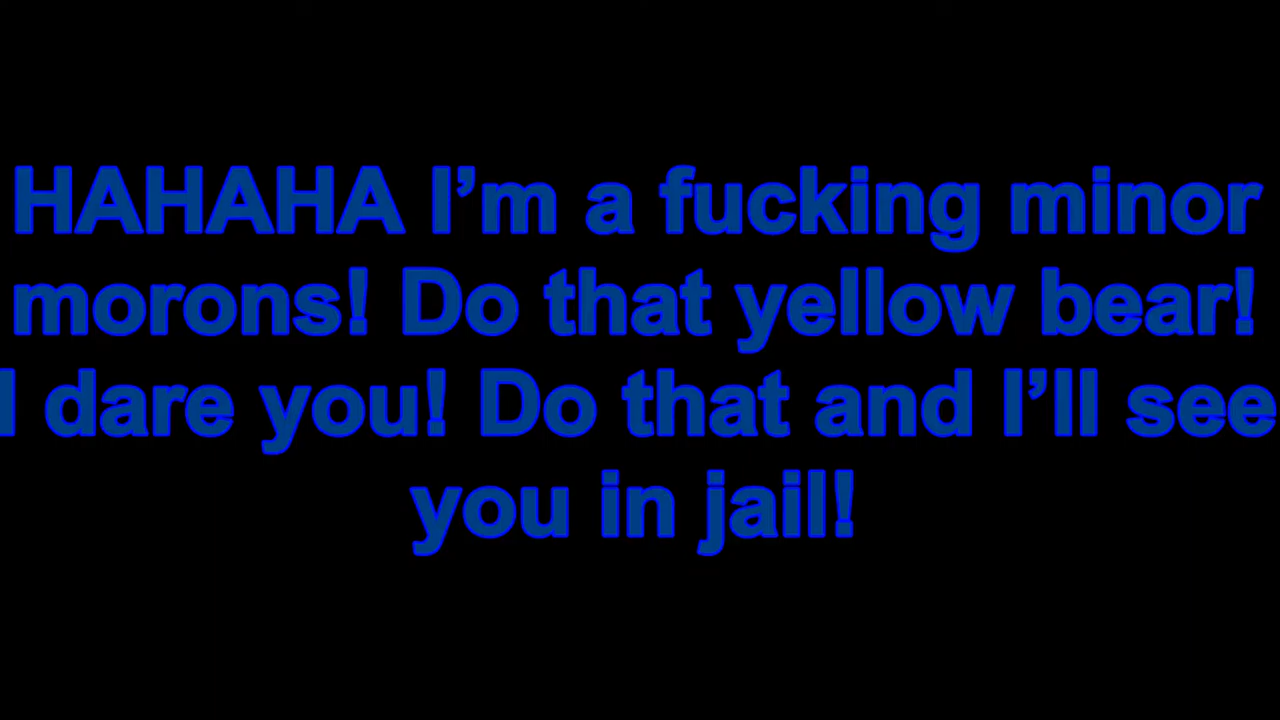 HAHAHA I’m a fucking minor
morons! Do that yellow bear!
I dare you! Do that and I’ll see
you in jail!